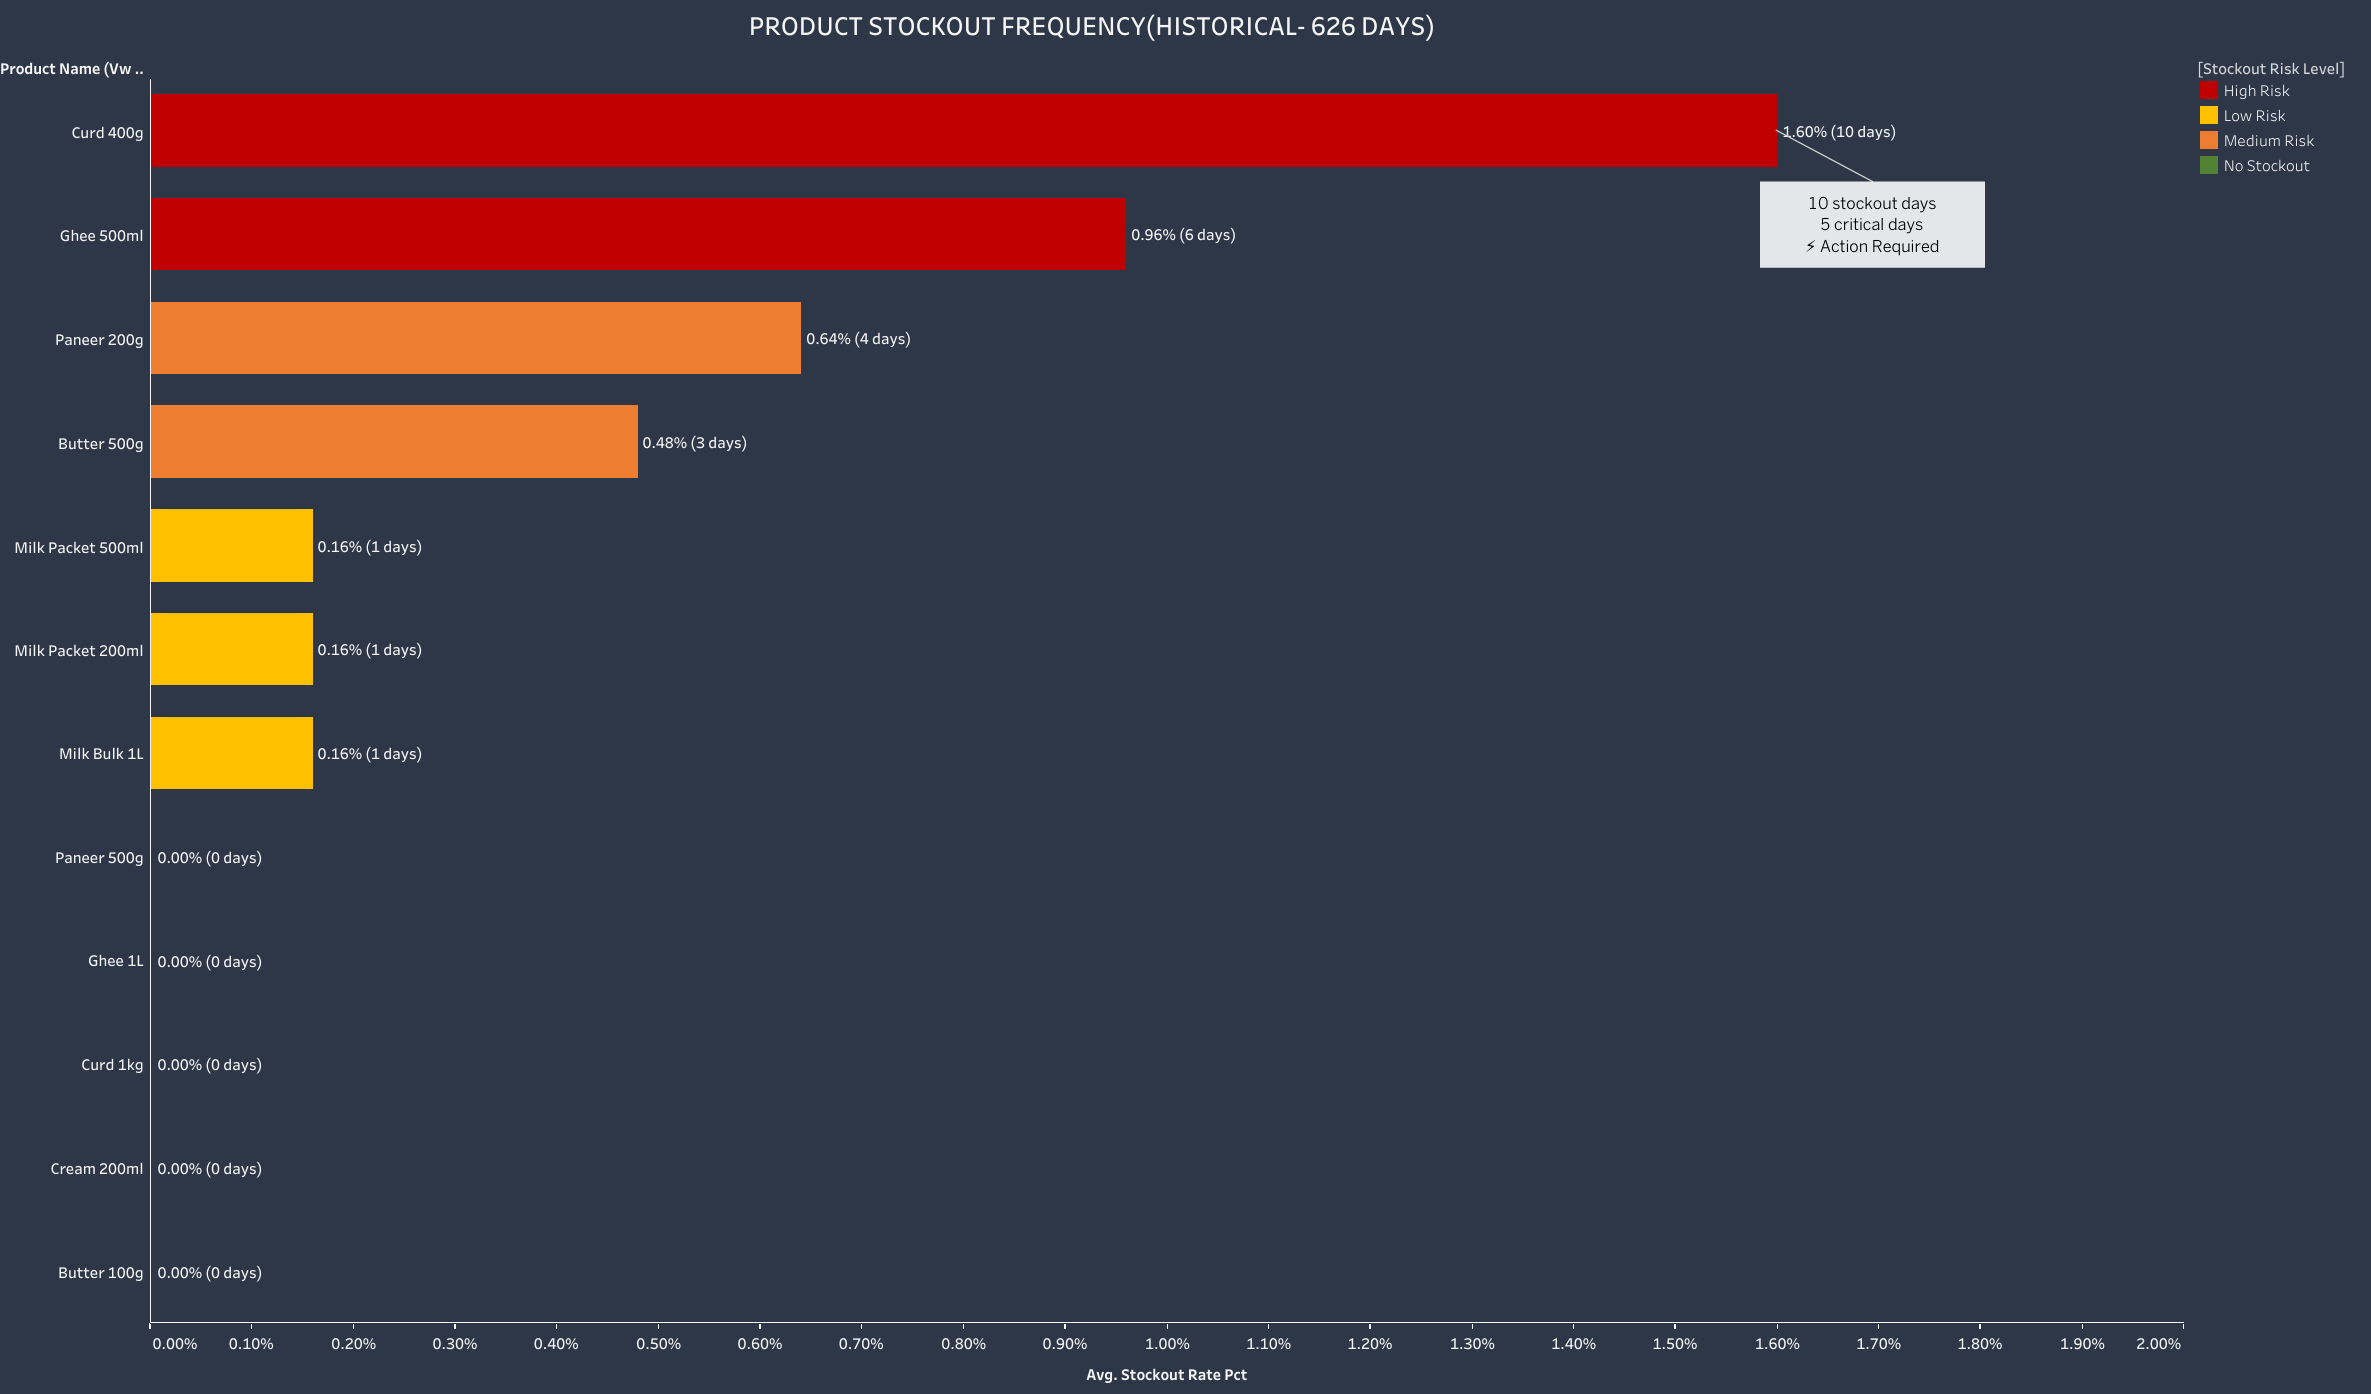 PRODUCT STOCKOUT FREQUENCY(HISTORICAL- 626 DAYS)
Product Name (Vw ..
[Stockout Risk Level]
High Risk
Low Risk
Medium Risk
No Stockout
Curd 400g
1.60% (10 days)
10 stockout days
5 critical days
⚡ Action Required
Ghee 500ml
0.96% (6 days)
Paneer 200g
0.64% (4 days)
Butter 500g
0.48% (3 days)
Milk Packet 500ml
0.16% (1 days)
Milk Packet 200ml
0.16% (1 days)
Milk Bulk 1L
0.16% (1 days)
Paneer 500g
0.00% (0 days)
Ghee 1L
0.00% (0 days)
Curd 1kg
0.00% (0 days)
Cream 200ml
0.00% (0 days)
Butter 100g
0.00% (0 days)
0.00% 0.10% 0.20% 0.30% 0.40% 0.50% 0.60% 0.70% 0.80% 0.90% 1.00% 1.10% 1.20% 1.30% 1.40% 1.50% 1.60% 1.70% 1.80% 1.90% 2.00%
Avg. Stockout Rate Pct